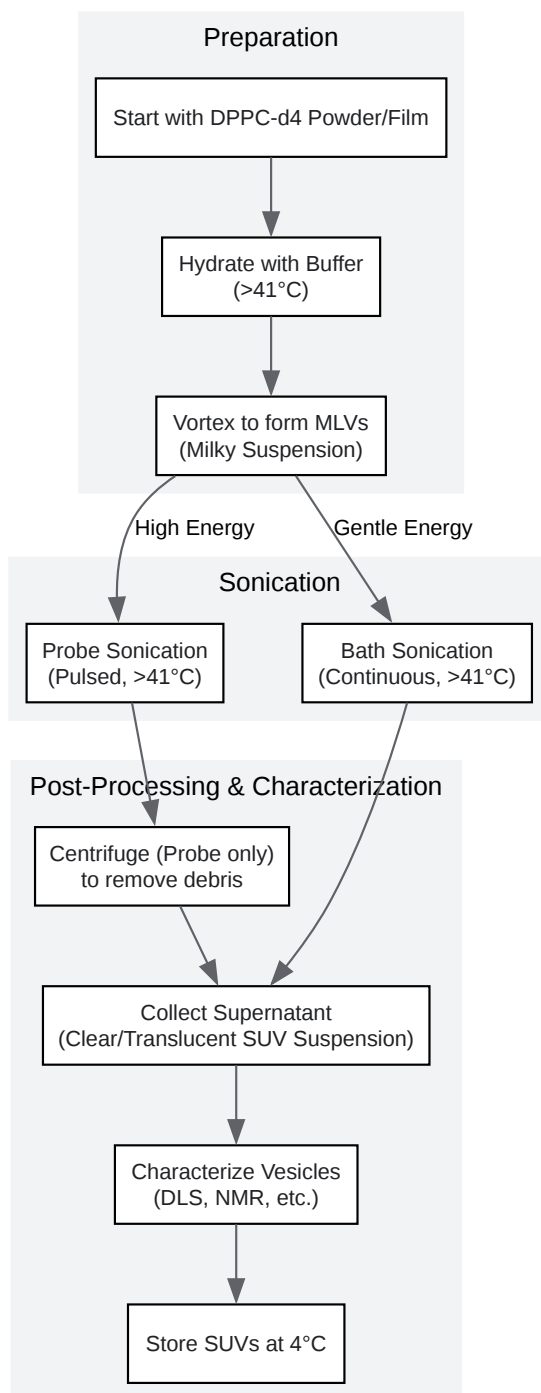 Preparation
Start with DPPC-d4 Powder/Film
Hydrate with Buffer
(>41°C)
Vortex to form MLVs
(Milky Suspension)
High Energy
Gentle Energy
Sonication
Probe Sonication
(Pulsed, >41°C)
Bath Sonication
(Continuous, >41°C)
Post-Processing & Characterization
Centrifuge (Probe only)
to remove debris
Collect Supernatant
(Clear/Translucent SUV Suspension)
Characterize Vesicles
(DLS, NMR, etc.)
Store SUVs at 4°C